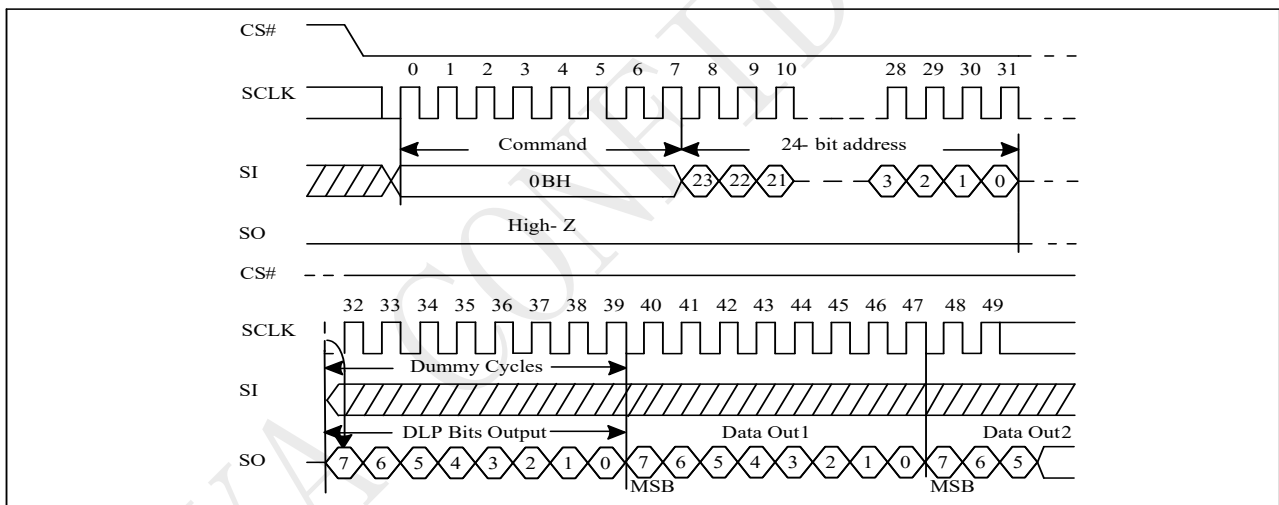 CS#
0 1 2 3 4 5 6 7 8 9 10 28 29 30 31
SCLK
Command 24- bit address
SI
0BH 23 22 21 3 2 1 0
High- Z
SO
CS#
32 33 34 35 36 37 38 39 40 41 42 43 44 45 46 47 48 49
SCLK
Dummy Cycles
SI
DLP Bits Output Data Out1 Data Out2
SO 7 6 5 4 3 2 1 0 7 6 5 4 3 2 1 0 7 6 5
MSB MSB